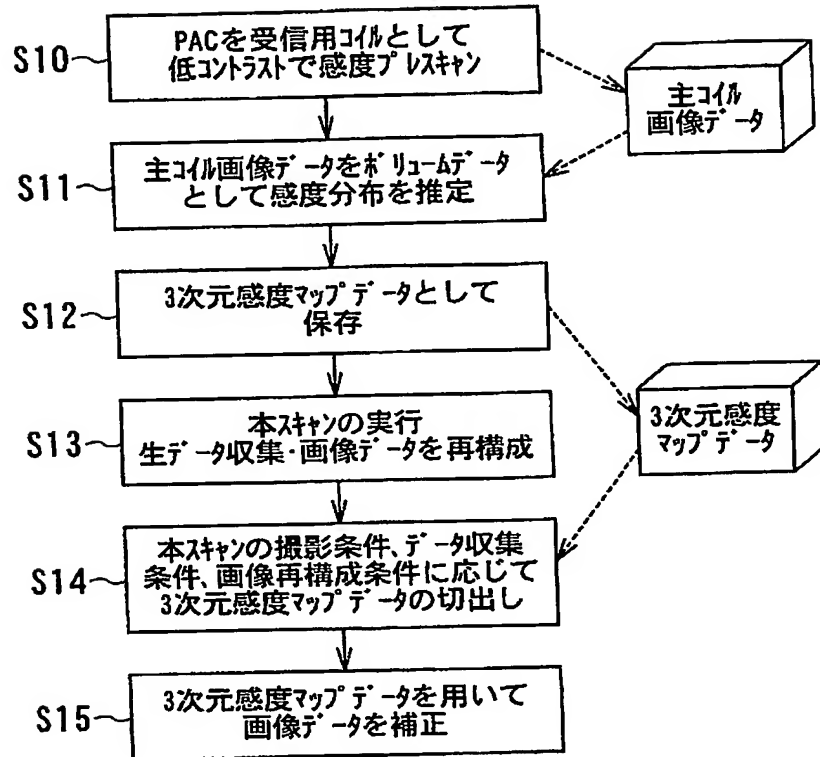 S10
PACを受信用ｺｲﾙとして
低ｺﾝﾄﾗｽﾄで感度ﾌﾟﾚｽｷｬﾝ
主ｺｲﾙ
画像ﾃﾞｰﾀ
S11
主ｺｲﾙ画像ﾃﾞｰﾀをﾎﾞﾘｭｰﾑﾃﾞｰﾀ
として感度分布を推定
S12
3次元感度ﾏｯﾌﾟﾃﾞｰﾀとして
保存
3次元感度
ﾏｯﾌﾟﾃﾞｰﾀ
S13
本ｽｷｬﾝの実行
生ﾃﾞｰﾀ収集･画像ﾃﾞｰﾀを再構成
S14
本ｽｷｬﾝの撮影条件､ﾃﾞｰﾀ収集
条件､画像再構成条件に応じて
3次元感度ﾏｯﾌﾟﾃﾞｰﾀの切出し
S15
3次元感度ﾏｯﾌﾟﾃﾞｰﾀを用いて
画像ﾃﾞｰﾀを補正